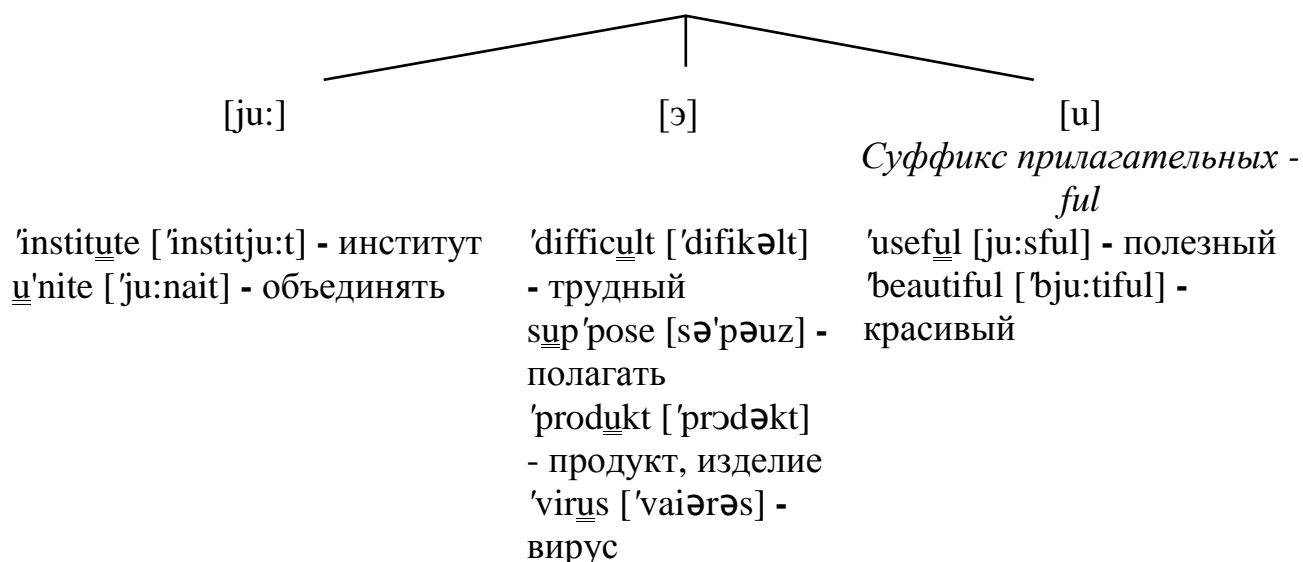 [ju:] [э] [u]
Суффикс прилагательных -
ful
'institute ['institju:t] - институт
u'nite ['ju:nait] - объединять
'difficult ['difikəlt]
- трудный
sup'pose [sə'pəuz] -
полагать
'produkt ['prɔdəkt]
- продукт, изделие
'virus ['vaiərəs] -
вирус
'useful [ju:sful] - полезный
'beautiful ['bju:tiful] -
красивый